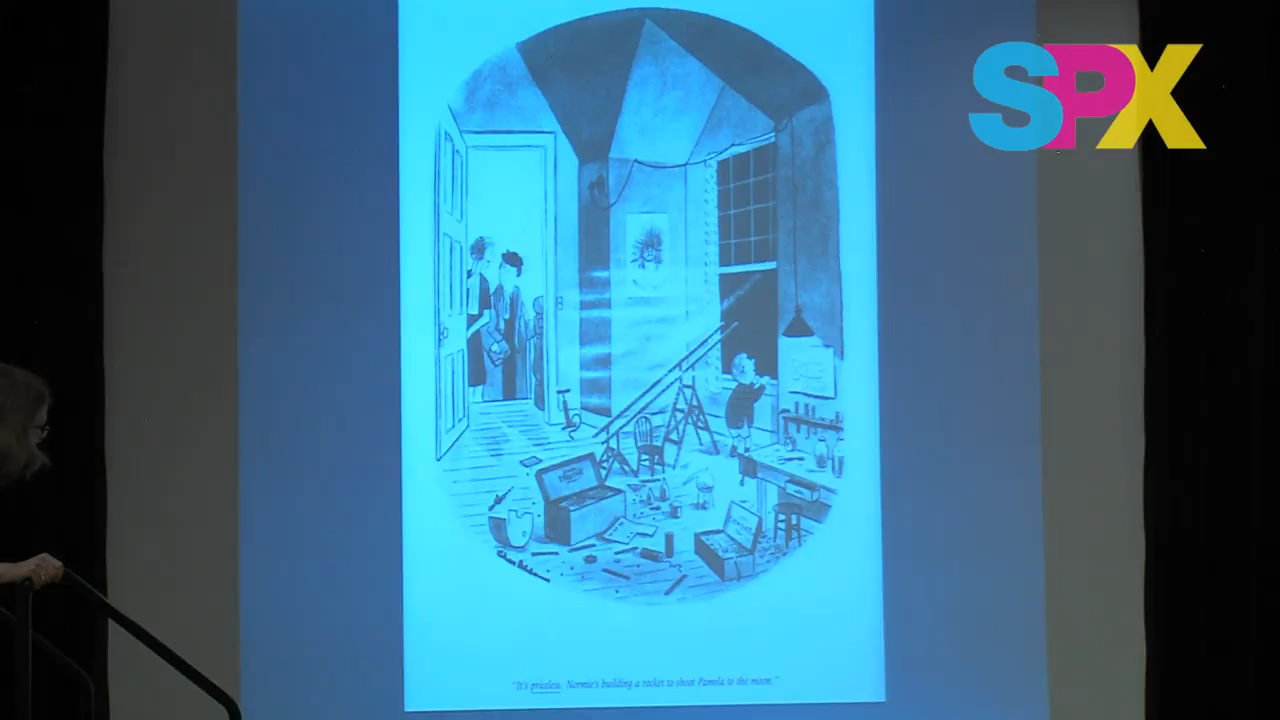 SPX
"It's priceless. Normie's building a rocket to shoot Pamela to the moon."